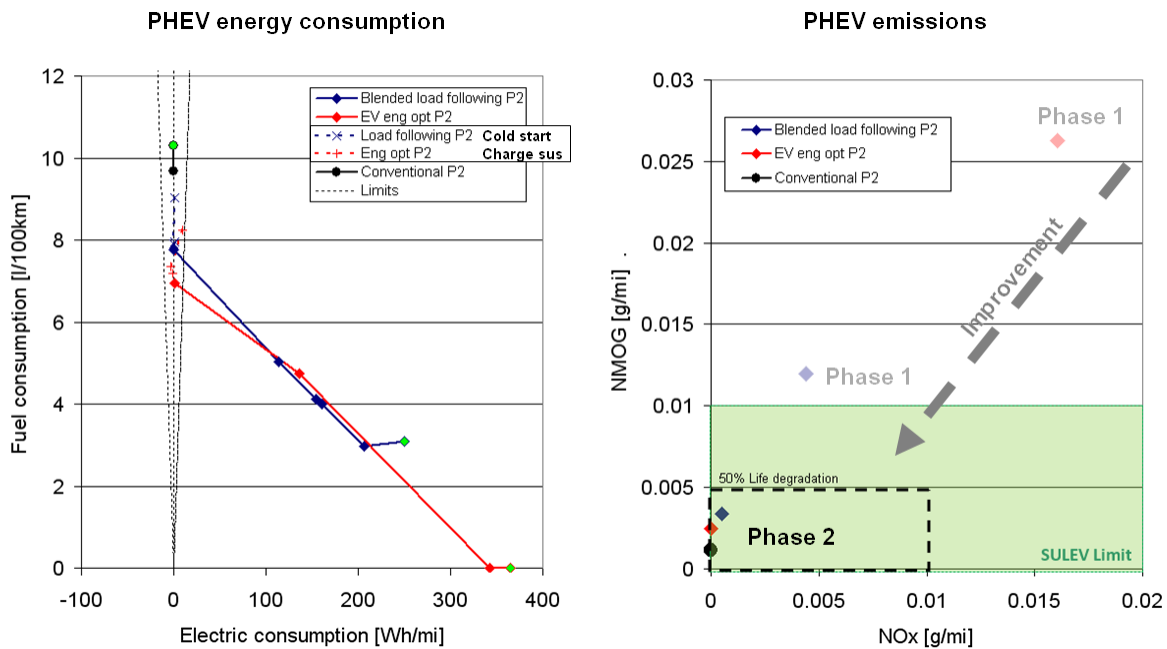 PHEV energy consumption
12
10
8
6
4
2
0
-100
0
100
200
300
400
Fuel consumption [l/100km]
Electric consumption [Wh/mi]
Blended load following P2
EV eng opt P2
Load following P2 Cold start
Eng opt P2 Charge sus
Conventional P2
Limits
PHEV emissions
0.03
0.025
0.02
0.015
0.01
0.005
0
0
0.005
0.01
0.015
0.02
NMOG [g/mi] .
NOx [g/mi]
Blended load following P2
EV eng opt P2
Conventional P2
Phase 1
Improvement
Phase 1
50% Life degradation
Phase 2
SULEV Limit